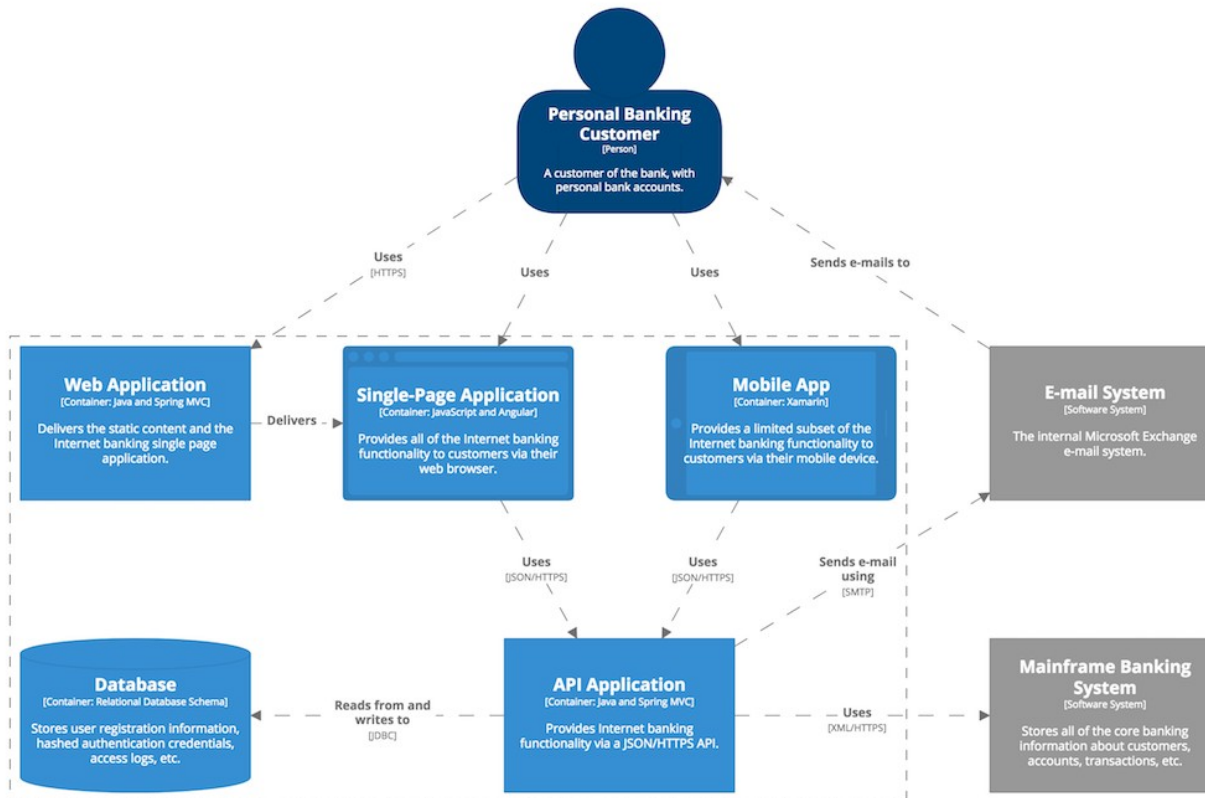 Personal Banking
Customer
[Person]
A customer of the bank, with
personal bank accounts.
Uses
[HTTPS]
Uses
Uses
Sends e-mails to
Web Application
[Container: Java and Spring MVC]
Delivers the static content and the
Internet banking single page
application.
Delivers
Single-Page Application
[Container: JavaScript and Angular]
Provides all of the Internet banking
functionality to customers via their
web browser.
Mobile App
[Container: Xamarin]
Provides a limited subset of the
Internet banking functionality to
customers via their mobile device.
E-mail System
[Software System]
The internal Microsoft Exchange
e-mail system.
Uses
[JSON/HTTPS]
Uses
[JSON/HTTPS]
Sends e-mail
using
[SMTP]
Database
[Container: Relational Database Schema]
Stores user registration information,
hashed authentication credentials,
access logs, etc.
Reads from and
writes to
[JDBC]
API Application
[Container: Java and Spring MVC]
Provides Internet banking
functionality via a JSON/HTTPS API.
Uses
[XML/HTTPS]
Mainframe Banking
System
[Software System]
Stores all of the core banking
information about customers,
accounts, transactions, etc.